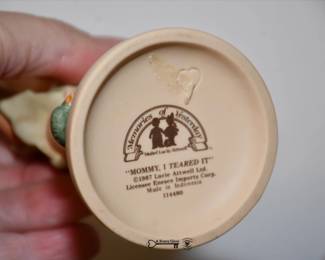 Memories of Yesterday
Mabel Lucie Attwell
"MOMMY, I TEARED IT"
©1987 Lucie Attwell Ltd.
Licensee Enesco Imports Corp.
Made in Indonesia
114480